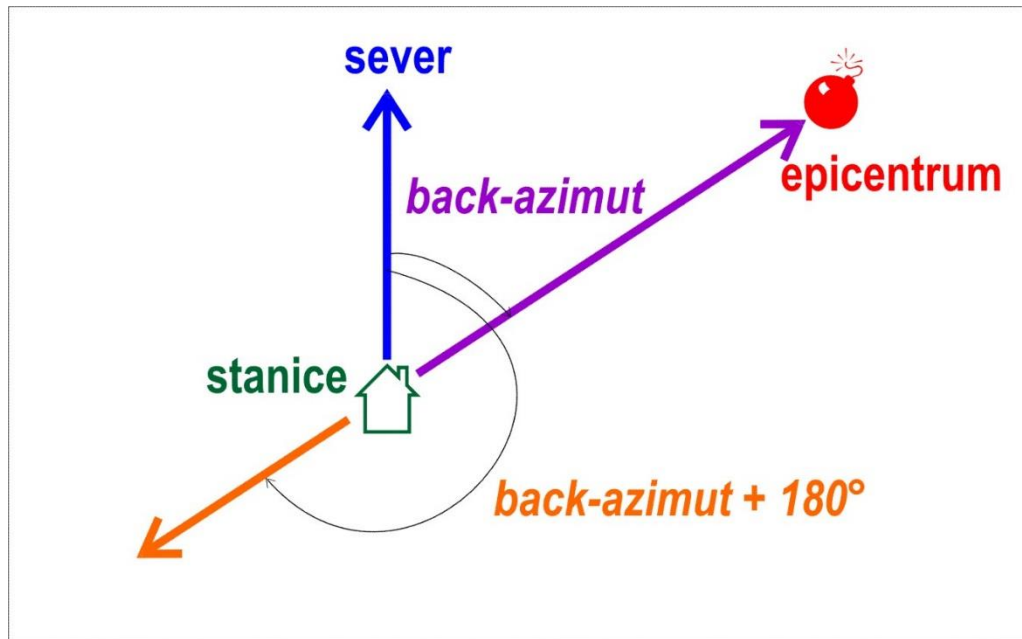 sever
back-azimut
epicentrum
stanice
back-azimut + 180°